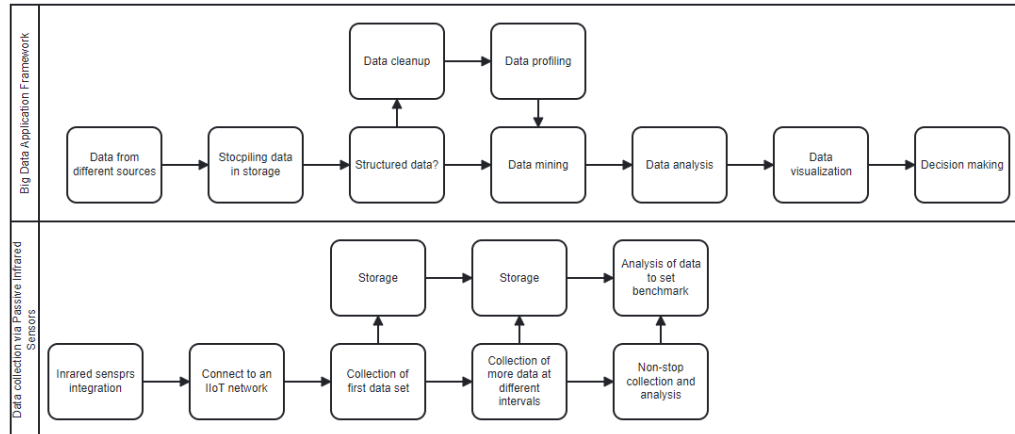 Big Data Application Framework
Data cleanup
Data profiling
Data from
different sources
Stocpiling data
in storage
Structured data?
Data mining
Data analysis
Data
visualization
Decision making
Data collection via Passive Infrared
Sensors
Storage
Storage
Analysis of data
to set
benchmark
Inrared sensprs
integration
Connect to an
IIoT network
Collection of
first data set
Collection of
more data at
different
intervals
Non-stop
collection and
analysis